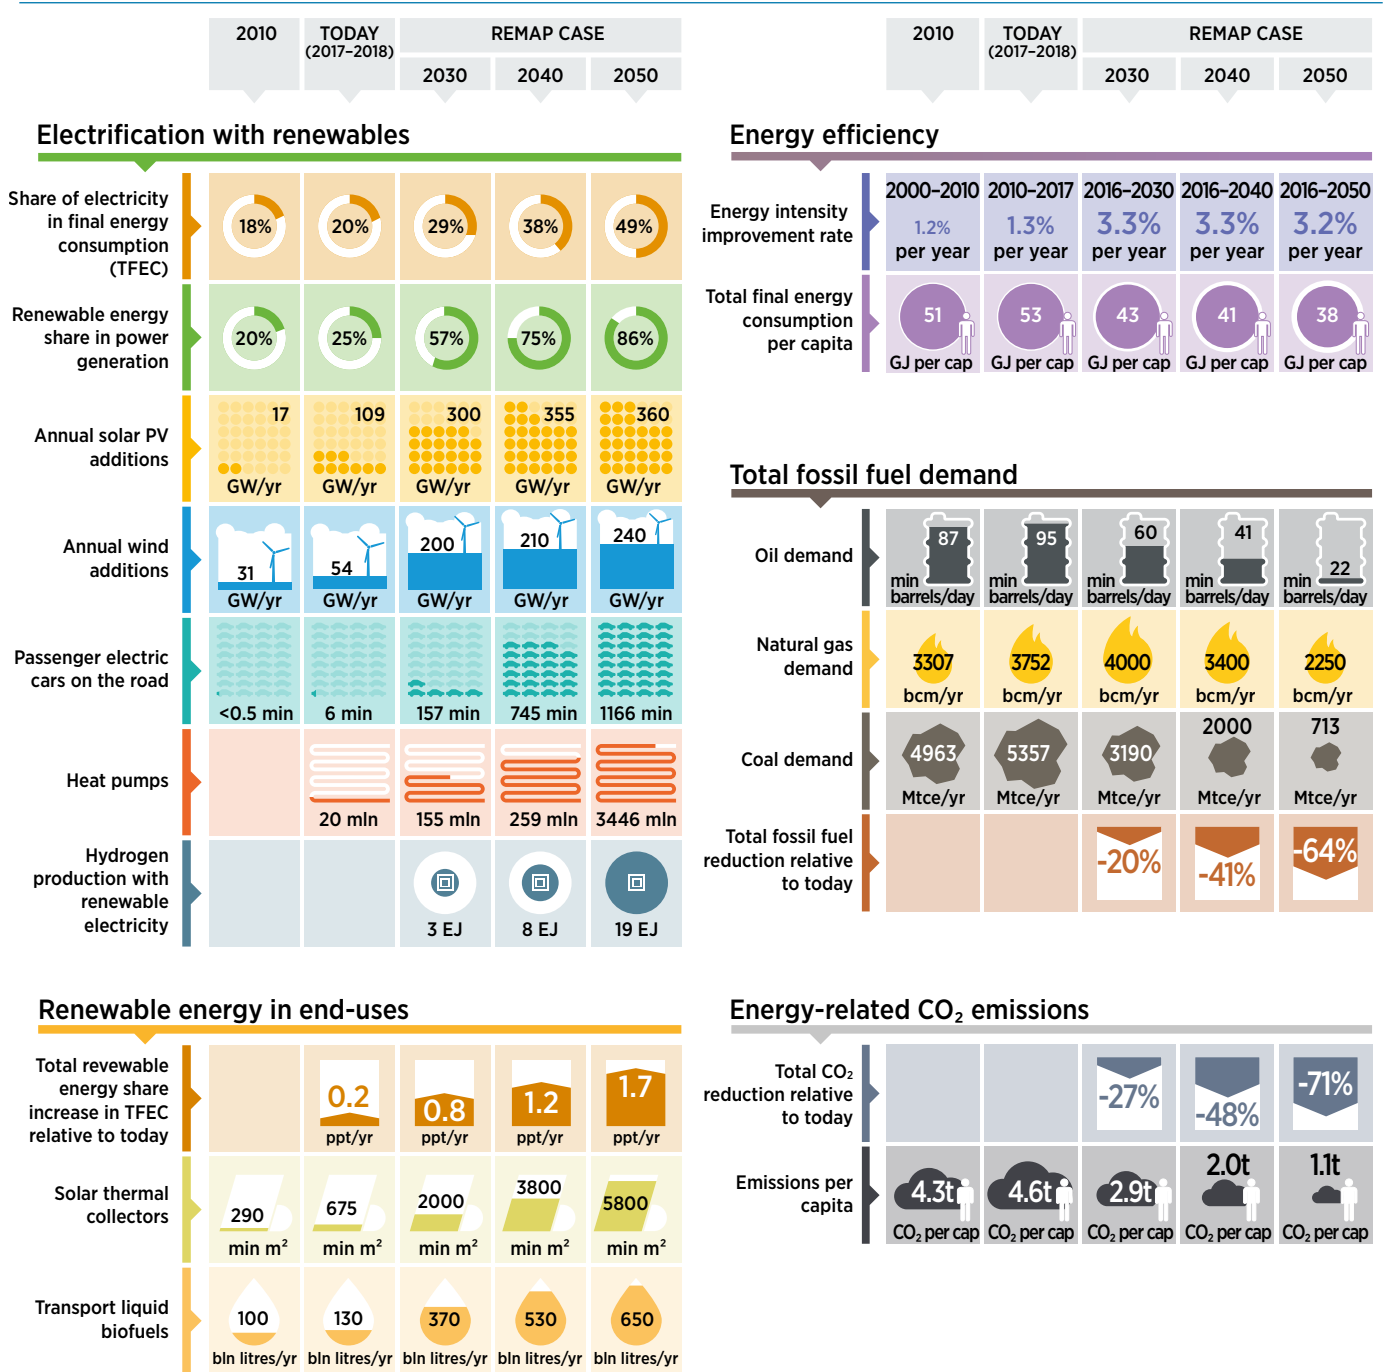 2010
TODAY
(2017–2018)
REMAP CASE
2030
2040
2050
Electrification with renewables
Share of electricity
in final energy
consumption
(TFEC)
18%
20%
29%
38%
49%
Renewable energy
share in power
generation
20%
25%
57%
75%
86%
Annual solar PV
additions
17
109
300
355
360
GW/yr
GW/yr
GW/yr
GW/yr
GW/yr
Annual wind
additions
31
54
200
210
240
GW/yr
GW/yr
GW/yr
GW/yr
GW/yr
Passenger electric
cars on the road
<0.5 min
6 min
157 min
745 min
1166 min
Heat pumps
20 mln
155 mln
259 mln
3446 mln
Hydrogen
production with
renewable
electricity
3 EJ
8 EJ
19 EJ
Renewable energy in end-uses
Total revewable
energy share
increase in TFEC
relative to today
0.2
0.8
1.2
1.7
ppt/yr
ppt/yr
ppt/yr
ppt/yr
Solar thermal
collectors
290
675
2000
3800
5800
min m²
min m²
min m²
min m²
min m²
Transport liquid
biofuels
100
130
370
530
650
bln litres/yr
bln litres/yr
bln litres/yr
bln litres/yr
bln litres/yr
2010
TODAY
(2017–2018)
REMAP CASE
2030
2040
2050
Energy efficiency
Energy intensity
improvement rate
2000–2010
2010–2017
2016–2030
2016–2040
2016–2050
1.2%
1.3%
3.3%
3.3%
3.2%
per year
per year
per year
per year
per year
Total final energy
consumption
per capita
51
53
43
41
38
GJ per cap
GJ per cap
GJ per cap
GJ per cap
GJ per cap
Total fossil fuel demand
Oil demand
87
95
60
41
22
min
barrels/day
min
barrels/day
min
barrels/day
min
barrels/day
min
barrels/day
Natural gas
demand
3307
3752
4000
3400
2250
bcm/yr
bcm/yr
bcm/yr
bcm/yr
bcm/yr
Coal demand
4963
5357
3190
2000
713
Mtce/yr
Mtce/yr
Mtce/yr
Mtce/yr
Mtce/yr
Total fossil fuel
reduction relative
to today
-20%
-41%
-64%
Energy-related CO₂ emissions
Total CO₂
reduction relative
to today
-27%
-48%
-71%
Emissions per
capita
4.3t
4.6t
2.9t
2.0t
1.1t
CO₂ per cap
CO₂ per cap
CO₂ per cap
CO₂ per cap
CO₂ per cap